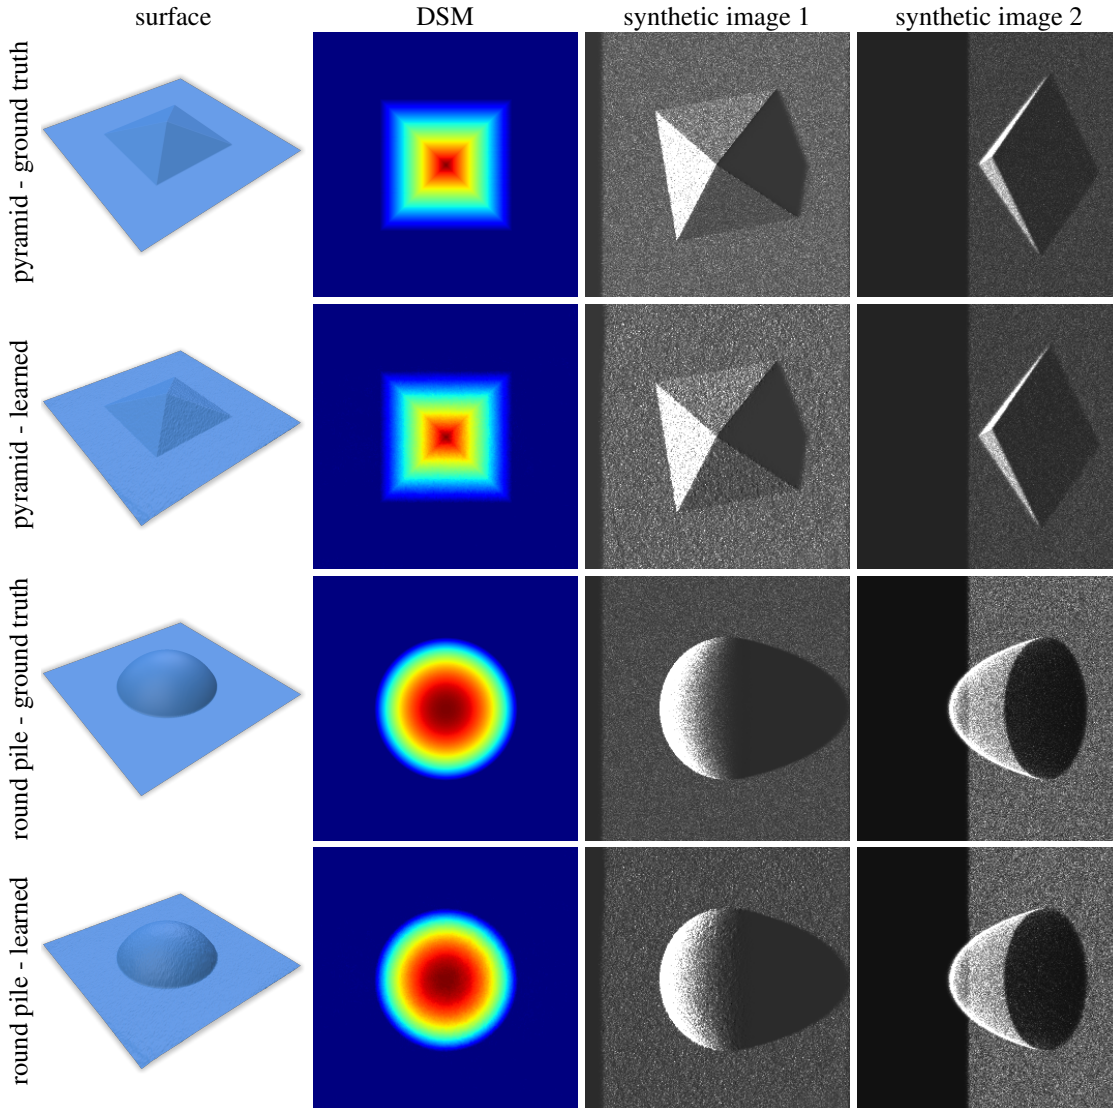 surface
DSM
synthetic image 1
synthetic image 2
pyramid - ground truth
pyramid - learned
round pile - ground truth
round pile - learned